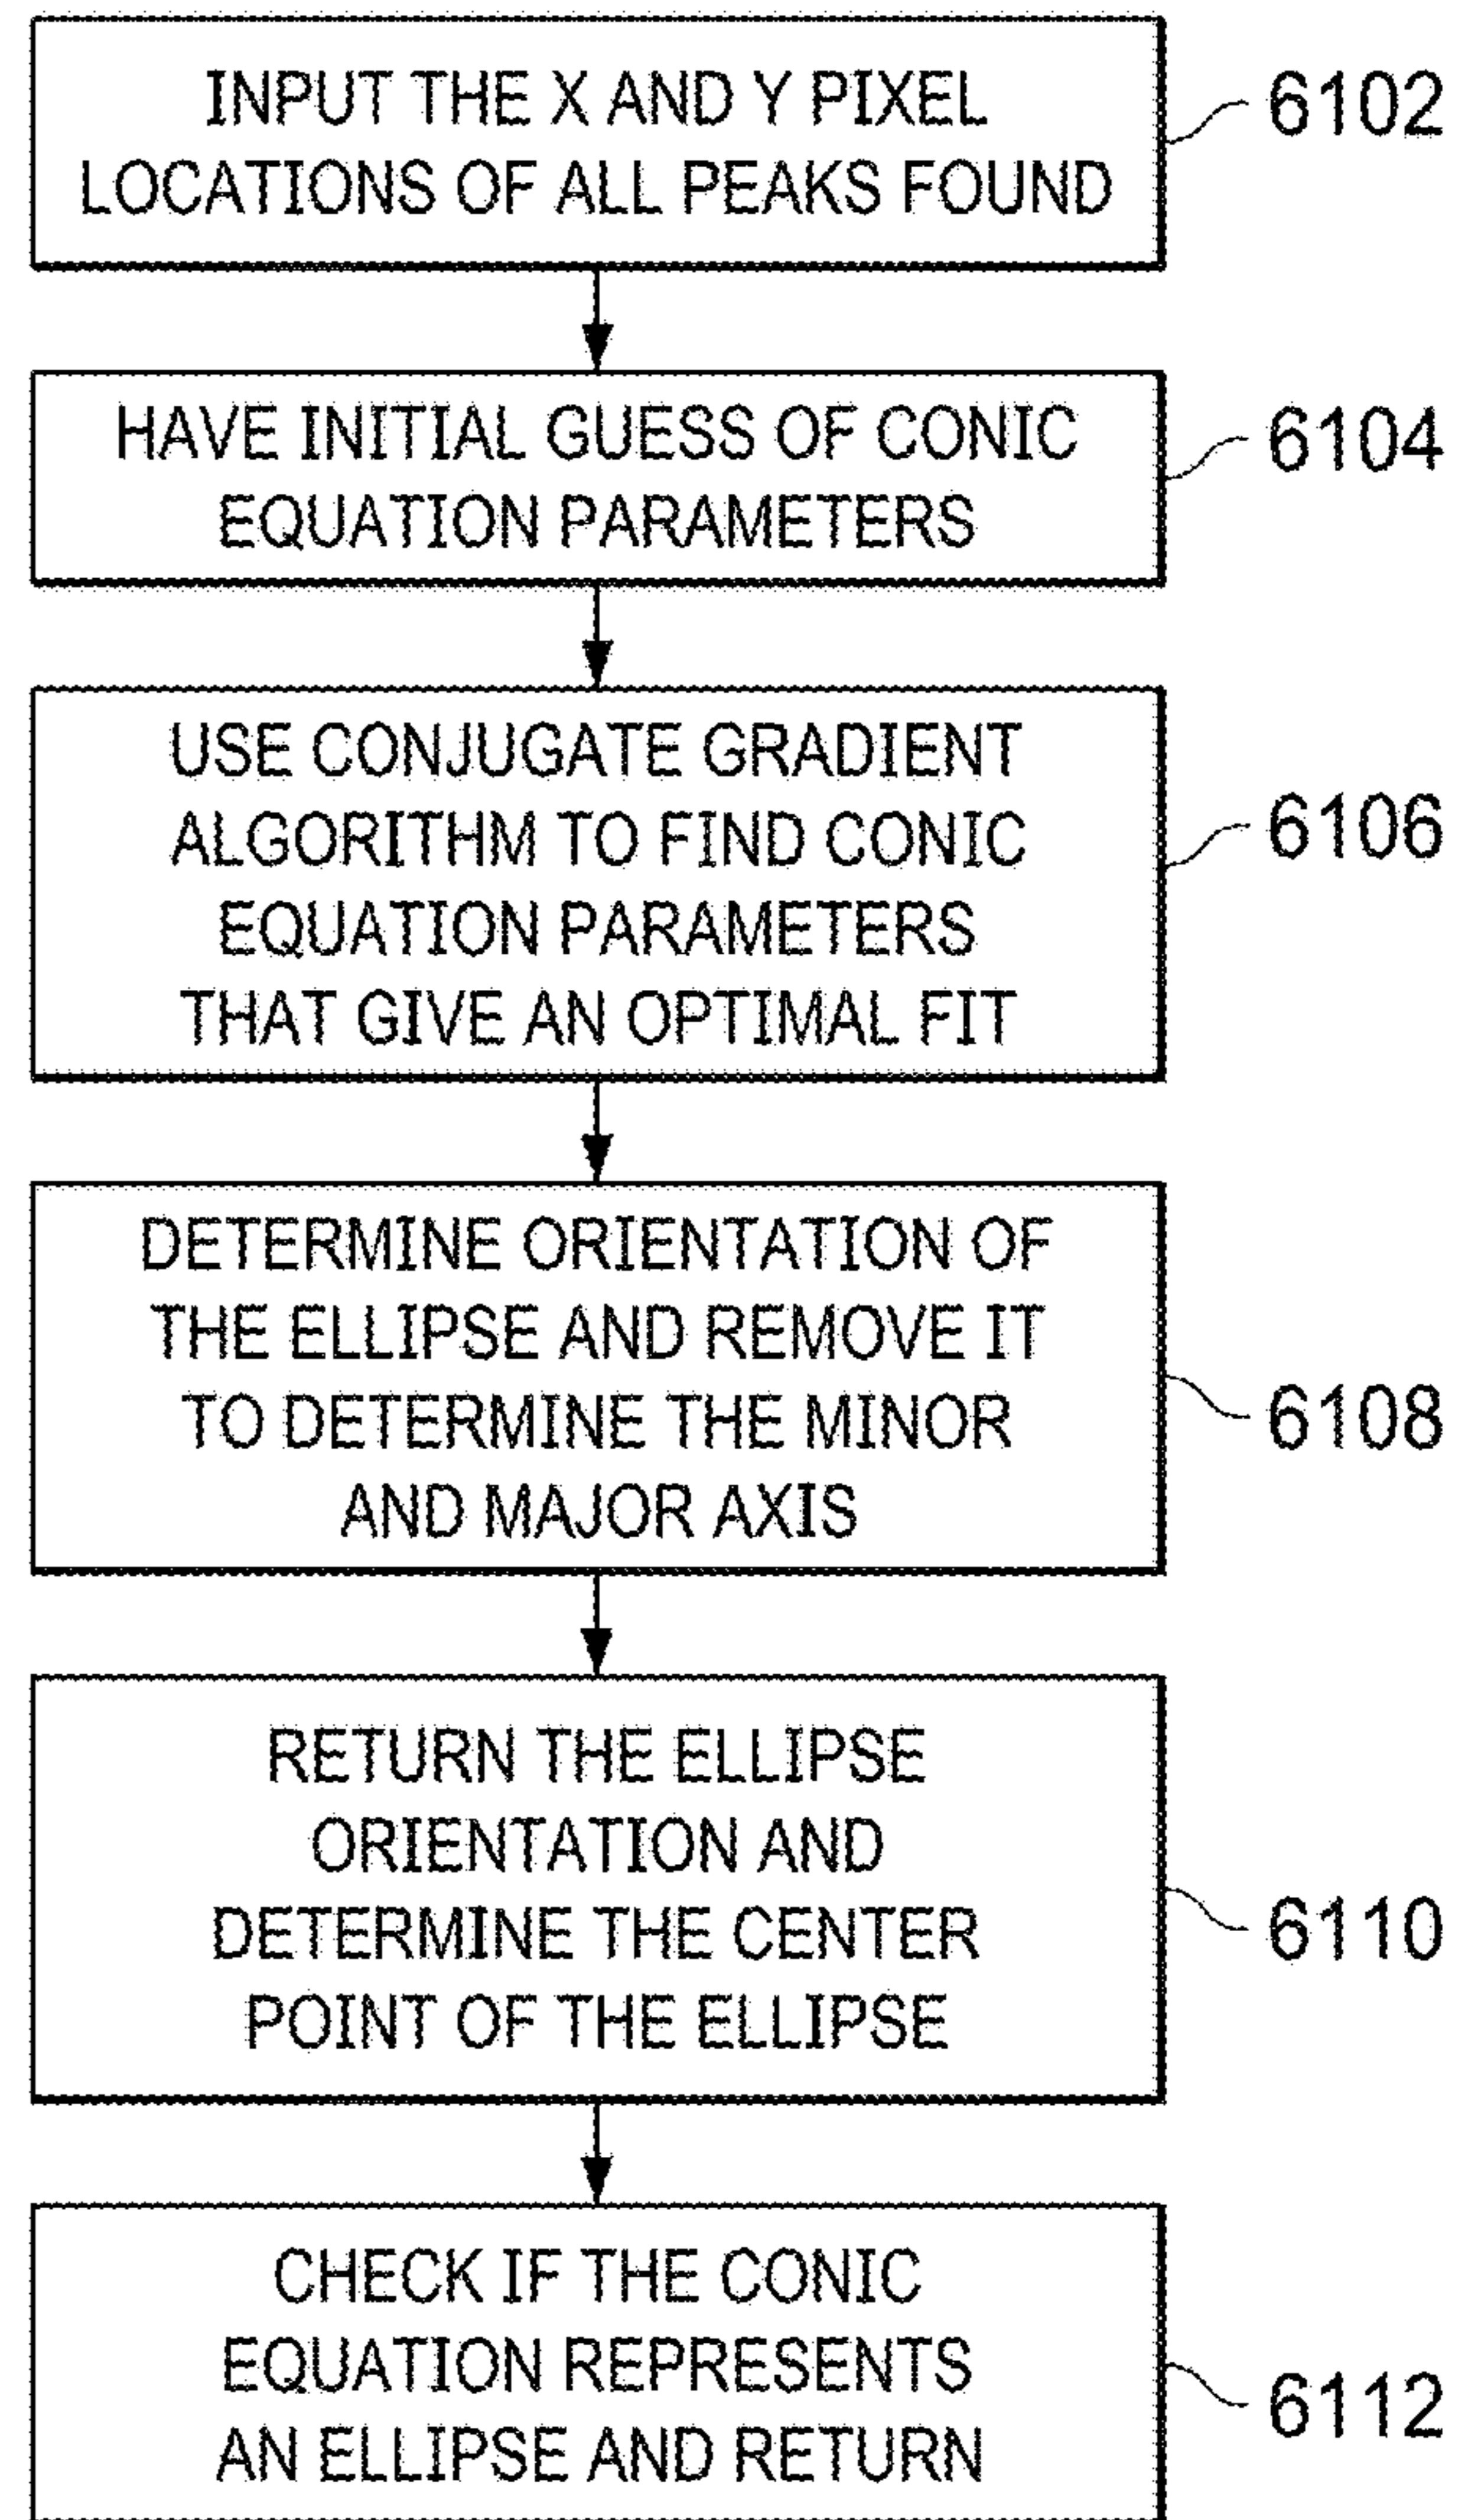 INPUT THE X AND Y PIXEL
LOCATIONS OF ALL PEAKS FOUND
6102
HAVE INITIAL GUESS OF CONIC
EQUATION PARAMETERS
6104
USE CONJUGATE GRADIENT
ALGORITHM TO FIND CONIC
EQUATION PARAMETERS
THAT GIVE AN OPTIMAL FIT
6106
DETERMINE ORIENTATION OF
THE ELLIPSE AND REMOVE IT
TO DETERMINE THE MINOR
AND MAJOR AXIS
6108
RETURN THE ELLIPSE
ORIENTATION AND
DETERMINE THE CENTER
POINT OF THE ELLIPSE
6110
CHECK IF THE CONIC
EQUATION REPRESENTS
AN ELLIPSE AND RETURN
6112